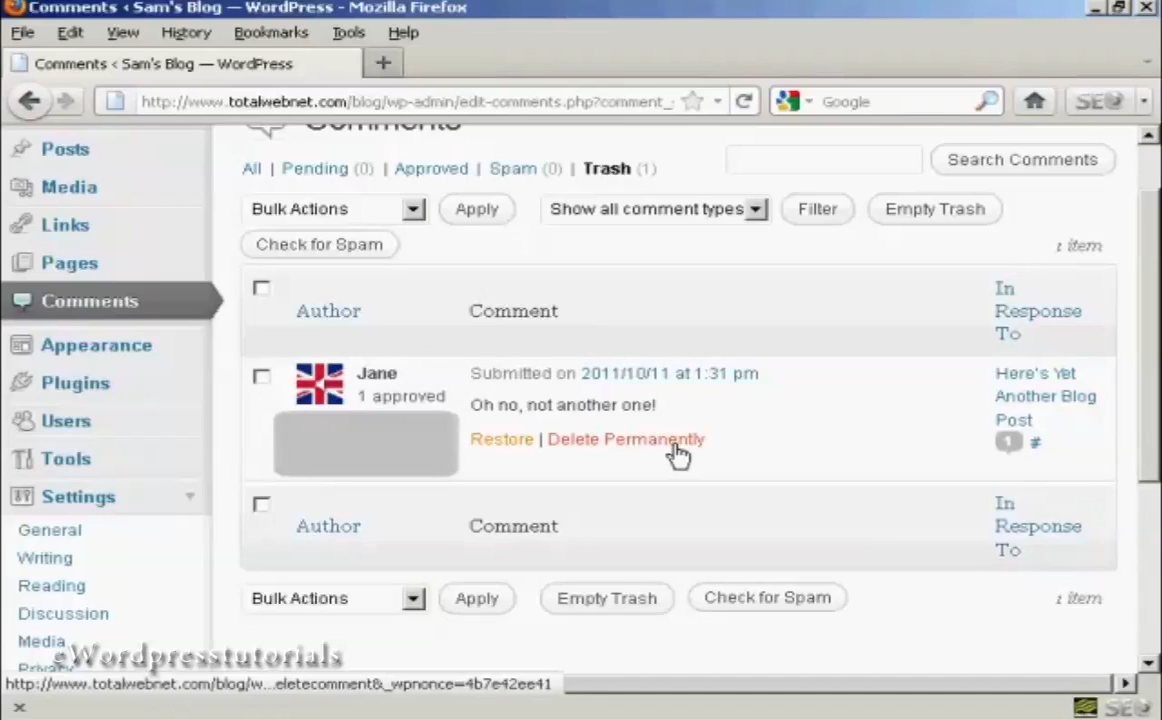 Comments ‹ Sam's Blog — WordPress - Mozilla Firefox
File Edit View History Bookmarks Tools Help
Comments ‹ Sam's Blog — WordPress
http://www.totalwebnet.com/blog/wp-admin/edit-comments.php?comment_
Google
SEO
Comments
Posts
Media
Links
Pages
Comments
Appearance
Plugins
Users
Tools
Settings
General
Writing
Reading
Discussion
Media
Privacy
All | Pending (0) | Approved | Spam (0) | Trash (1)
Search Comments
Bulk Actions Apply Show all comment types Filter Empty Trash
Check for Spam 1 item
Author Comment In Response To
Jane
1 approved
Submitted on 2011/10/11 at 1:31 pm
Oh no, not another one!
Restore | Delete Permanently
Here's Yet
Another Blog
Post
1 #
Author Comment In Response To
Bulk Actions Apply Empty Trash Check for Spam 1 item
eWordpresstutorials
http://www.totalwebnet.com/blog/w...eletecomment&_wpnonce=4b7e42ee41
SEO